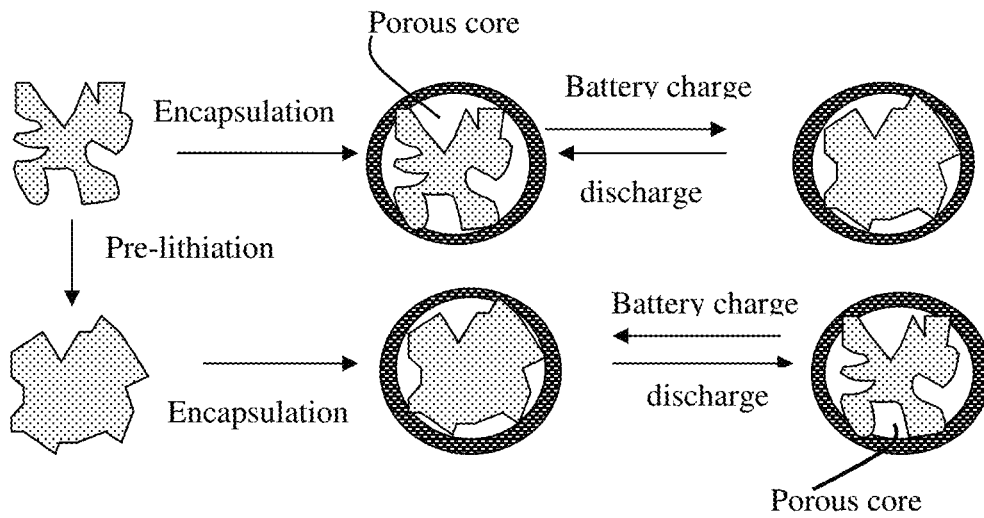 Porous core
Encapsulation
Battery charge
discharge
Pre-lithiation
Battery charge
Encapsulation
discharge
Porous core